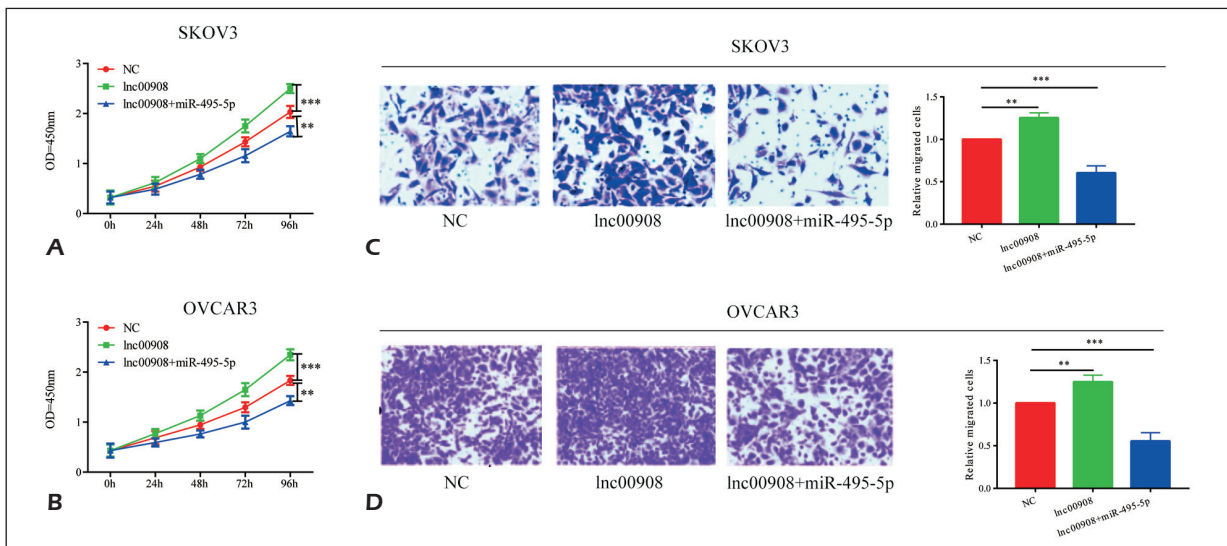 SKOV3
3
2
1
0
OD=450nm
NC
lnc00908
lnc00908+miR-495-5p
***
**
0h 24h 48h 72h 96h
A
SKOV3
NC lnc00908 lnc00908+miR-495-5p
C
***
**
1.5
1.0
0.5
0.0
Relative migrated cells
NC
lnc00908
lnc00908+miR-495-5p
OVCAR3
3
2
1
0
OD=450nm
NC
lnc00908
lnc00908+miR-495-5p
***
**
0h 24h 48h 72h 96h
B
OVCAR3
NC lnc00908 lnc00908+miR-495-5p
D
***
**
1.5
1.0
0.5
0.0
Relative migrated cells
NC
lnc00908
lnc00908+miR-495-5p